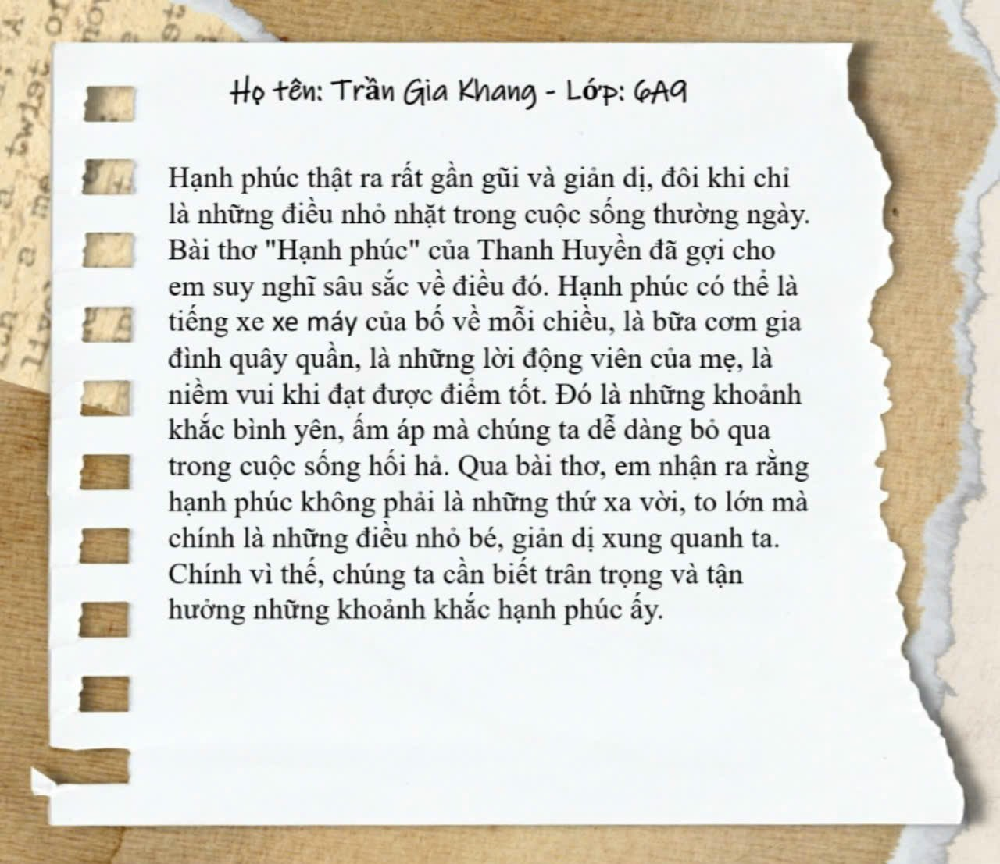 Họ tên: Trần Gia Khang - Lớp: 6A9
Hạnh phúc thật ra rất gần gũi và giản dị, đôi khi chỉ
là những điều nhỏ nhặt trong cuộc sống thường ngày.
Bài thơ "Hạnh phúc" của Thanh Huyền đã gợi cho
em suy nghĩ sâu sắc về điều đó. Hạnh phúc có thể là
tiếng xe xe máy của bố về mỗi chiều, là bữa cơm gia
đình quây quần, là những lời động viên của mẹ, là
niềm vui khi đạt được điểm tốt. Đó là những khoảnh
khắc bình yên, ấm áp mà chúng ta dễ dàng bỏ qua
trong cuộc sống hối hả. Qua bài thơ, em nhận ra rằng
hạnh phúc không phải là những thứ xa vời, to lớn mà
chính là những điều nhỏ bé, giản dị xung quanh ta.
Chính vì thế, chúng ta cần biết trân trọng và tận
hưởng những khoảnh khắc hạnh phúc ấy.